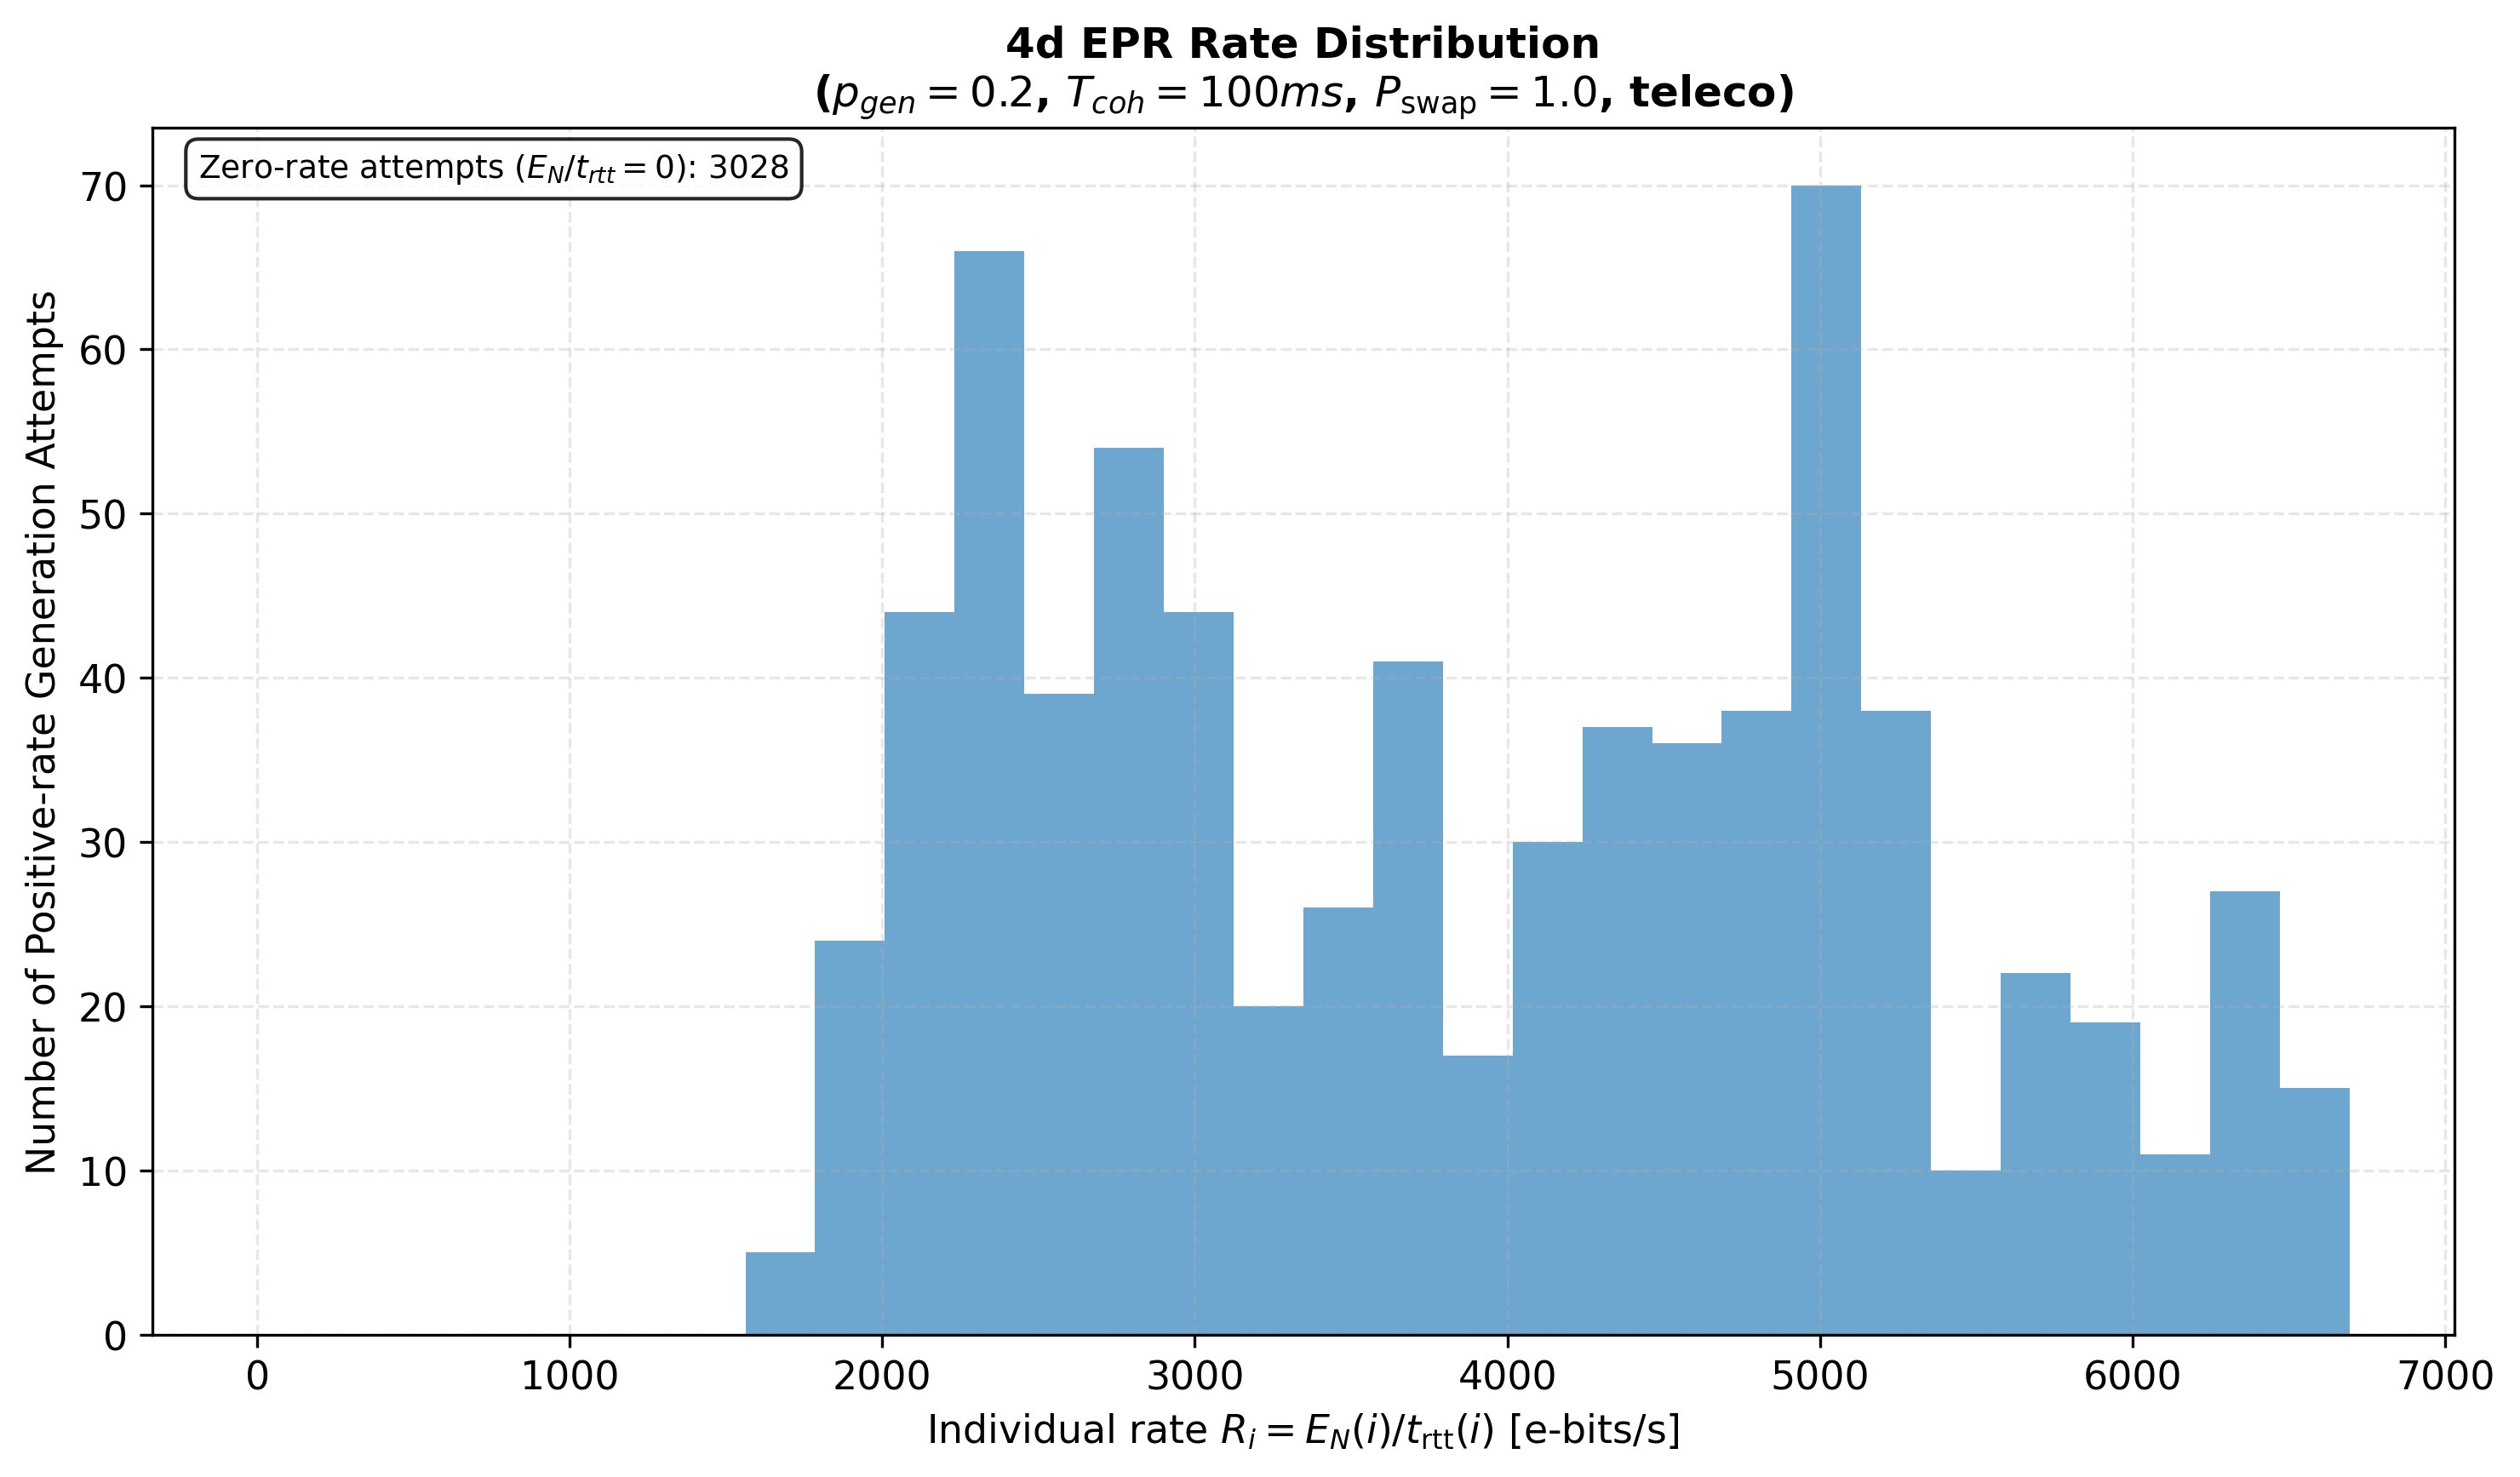 4d EPR Rate Distribution
(p_gen = 0.2, T_coh = 100ms, P_swap = 1.0, teleco)
Zero-rate attempts (E_N/t_rtt = 0): 3028
Number of Positive-rate Generation Attempts
70
60
50
40
30
20
10
0
0 1000 2000 3000 4000 5000 6000 7000
Individual rate R_i = E_N(i)/t_rtt(i) [e-bits/s]